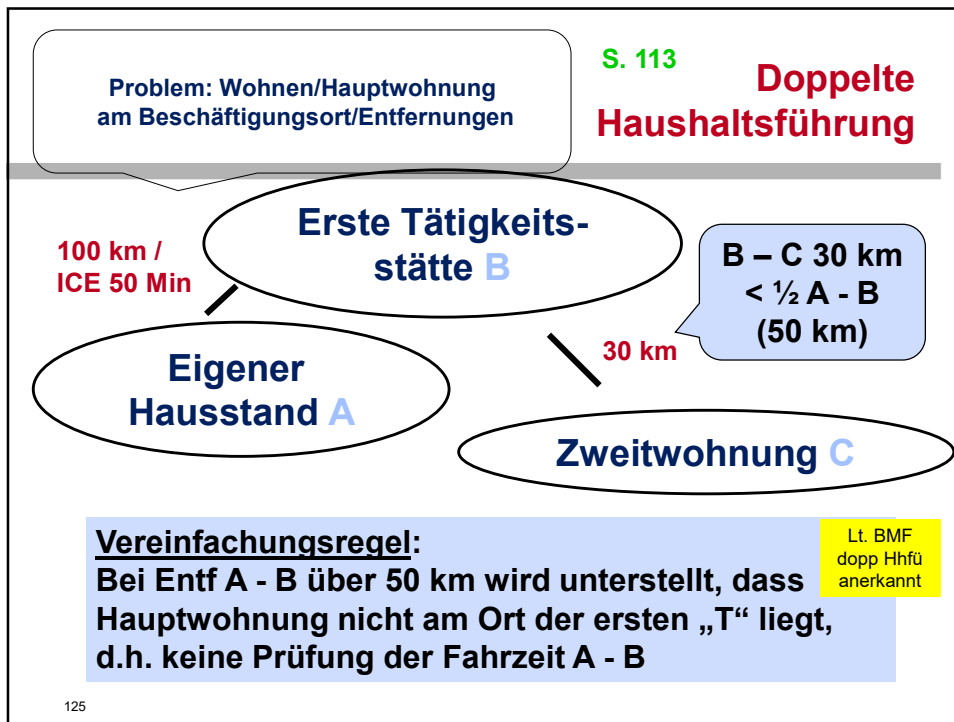 Problem: Wohnen/Hauptwohnung
am Beschäftigungsort/Entfernungen
S. 113
Doppelte
Haushaltsführung
Erste Tätigkeits-
stätte B
100 km /
ICE 50 Min
B – C 30 km
< ½ A - B
(50 km)
30 km
Eigener
Hausstand A
Zweitwohnung C
Vereinfachungsregel:
Bei Entf A - B über 50 km wird unterstellt, dass
Hauptwohnung nicht am Ort der ersten „T“ liegt,
d.h. keine Prüfung der Fahrzeit A - B
Lt. BMF
dopp Hhfü
anerkannt
125